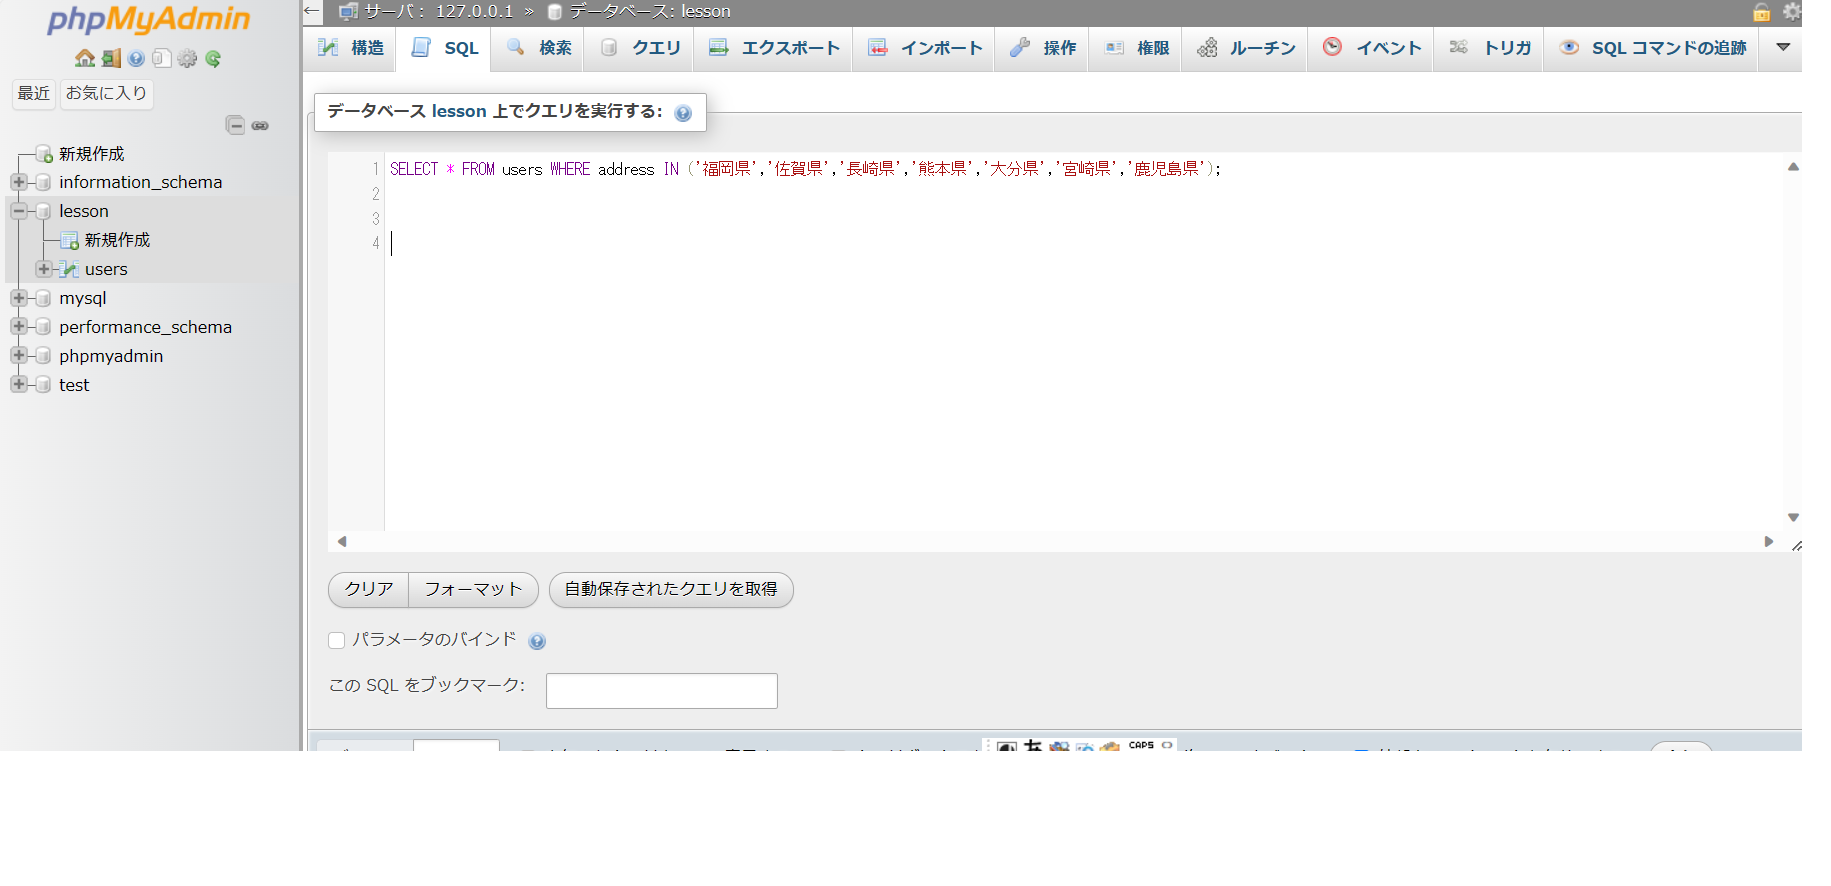 phpMyAdmin
最近 お気に入り
新規作成
information_schema
lesson
新規作成
users
mysql
performance_schema
phpmyadmin
test
← サーバ: 127.0.0.1 » データベース: lesson
構造 SQL 検索 クエリ エクスポート インポート 操作 権限 ルーチン イベント トリガ SQL コマンドの追跡
データベース lesson 上でクエリを実行する:
1 SELECT * FROM users WHERE address IN ('福岡県','佐賀県','長崎県','熊本県','大分県','宮崎県','鹿児島県');
2
3
4
クリア フォーマット 自動保存されたクエリを取得
パラメータのバインド
この SQL をブックマーク:
あ CAPS